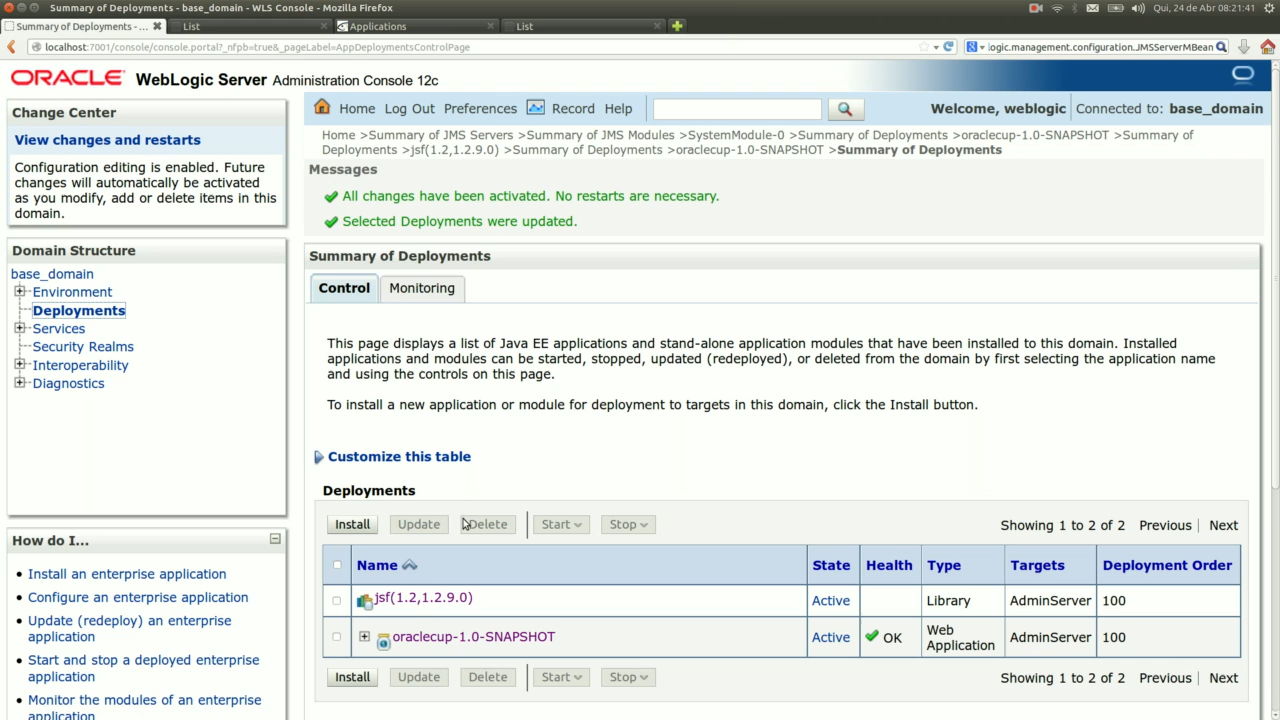 Summary of Deployments - base_domain - WLS Console - Mozilla Firefox
Qui, 24 de Abr 08:21:41
Summary of Deployments - ...
List
Applications
List
localhost:7001/console/console.portal?_nfpb=true&_pageLabel=AppDeploymentsControlPage
logic.management.configuration.JMSServerMBean
ORACLE WebLogic Server Administration Console 12c
Change Center
View changes and restarts
Configuration editing is enabled. Future
changes will automatically be activated
as you modify, add or delete items in this
domain.
Domain Structure
base_domain
Environment
Deployments
Services
Security Realms
Interoperability
Diagnostics
How do I...
Install an enterprise application
Configure an enterprise application
Update (redeploy) an enterprise
application
Start and stop a deployed enterprise
application
Monitor the modules of an enterprise
application
Home Log Out Preferences Record Help
Welcome, weblogic Connected to: base_domain
Home >Summary of JMS Servers >Summary of JMS Modules >SystemModule-0 >Summary of Deployments >oraclecup-1.0-SNAPSHOT >Summary of
Deployments >jsf(1.2,1.2.9.0) >Summary of Deployments >oraclecup-1.0-SNAPSHOT >Summary of Deployments
Messages
All changes have been activated. No restarts are necessary.
Selected Deployments were updated.
Summary of Deployments
Control Monitoring
This page displays a list of Java EE applications and stand-alone application modules that have been installed to this domain. Installed
applications and modules can be started, stopped, updated (redeployed), or deleted from the domain by first selecting the application name
and using the controls on this page.
To install a new application or module for deployment to targets in this domain, click the Install button.
Customize this table
Deployments
Install Update Delete Start Stop Showing 1 to 2 of 2 Previous Next
Name State Health Type Targets Deployment Order
jsf(1.2,1.2.9.0) Active Library AdminServer 100
oraclecup-1.0-SNAPSHOT Active OK Web Application AdminServer 100
Install Update Delete Start Stop Showing 1 to 2 of 2 Previous Next